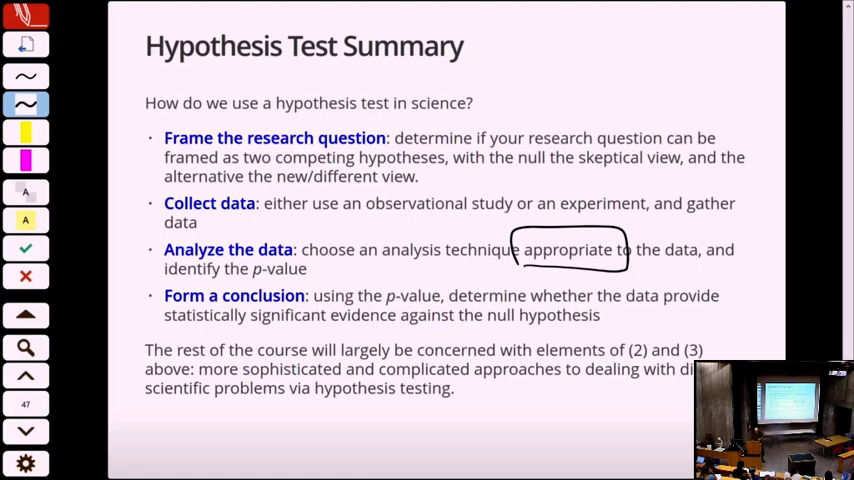 Hypothesis Test Summary
How do we use a hypothesis test in science?
· Frame the research question: determine if your research question can be
framed as two competing hypotheses, with the null the skeptical view, and the
alternative the new/different view.
· Collect data: either use an observational study or an experiment, and gather
data
· Analyze the data: choose an analysis technique appropriate to the data, and
identify the p-value
· Form a conclusion: using the p-value, determine whether the data provide
statistically significant evidence against the null hypothesis
The rest of the course will largely be concerned with elements of (2) and (3)
above: more sophisticated and complicated approaches to dealing with
scientific problems via hypothesis testing.
A
A
47